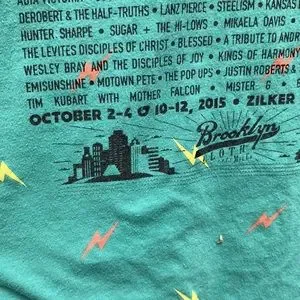 DEROBERT & THE HALF-TRUTHS • LANZ PIERCE • STEELISM • KANSAS
HUNTER SHARPE • SUGAR + THE HI-LOWS • MIKAELA DAVIS •
THE LEVITES DISCIPLES OF CHRIST • BLESSED • A TRIBUTE TO ANDR
WESLEY BRAY AND THE DISCIPLES OF JOY • KINGS OF HARMONY
EMISUNSHINE • MOTOWN PETE • THE POP UPS • JUSTIN ROBERTS &
TIM KUBART WITH MOTHER FALCON • MISTER G •
OCTOBER 2-4 & 10-12, 2015 • ZILKER
Brooklyn
CLOTH
Mills